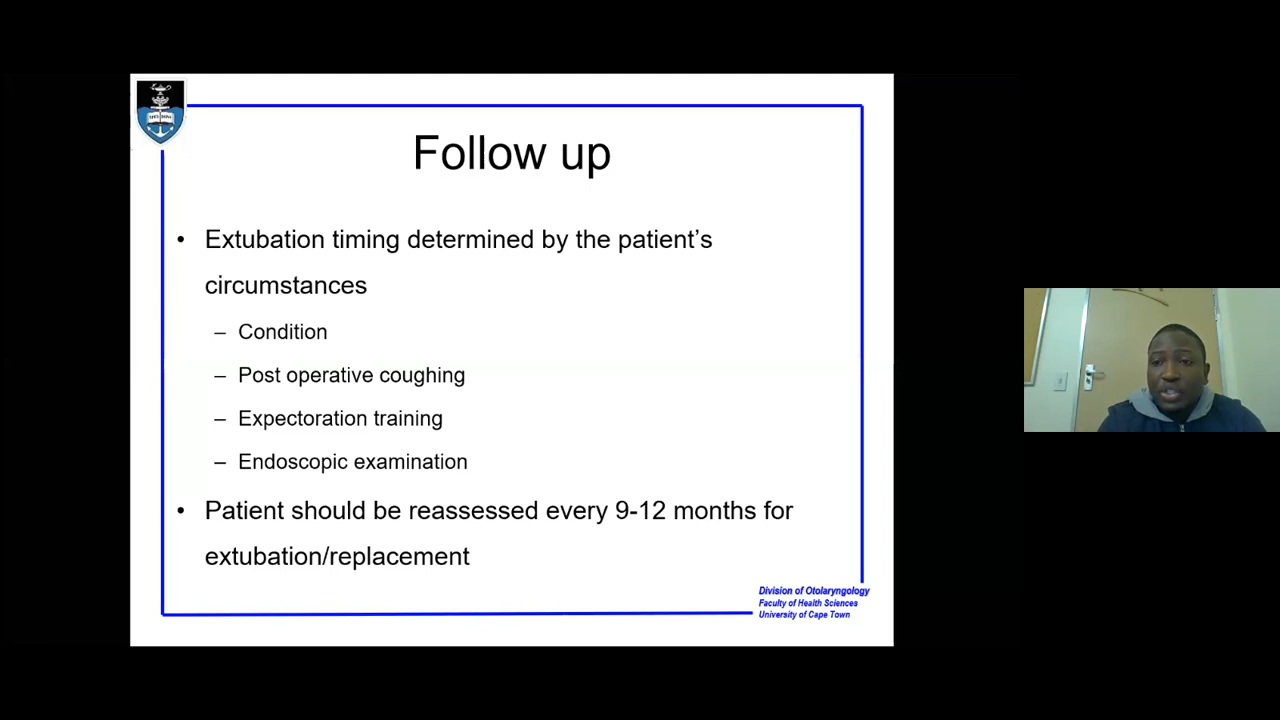 Follow up
• Extubation timing determined by the patient’s
circumstances
– Condition
– Post operative coughing
– Expectoration training
– Endoscopic examination
• Patient should be reassessed every 9-12 months for
extubation/replacement
Division of Otolaryngology
Faculty of Health Sciences
University of Cape Town